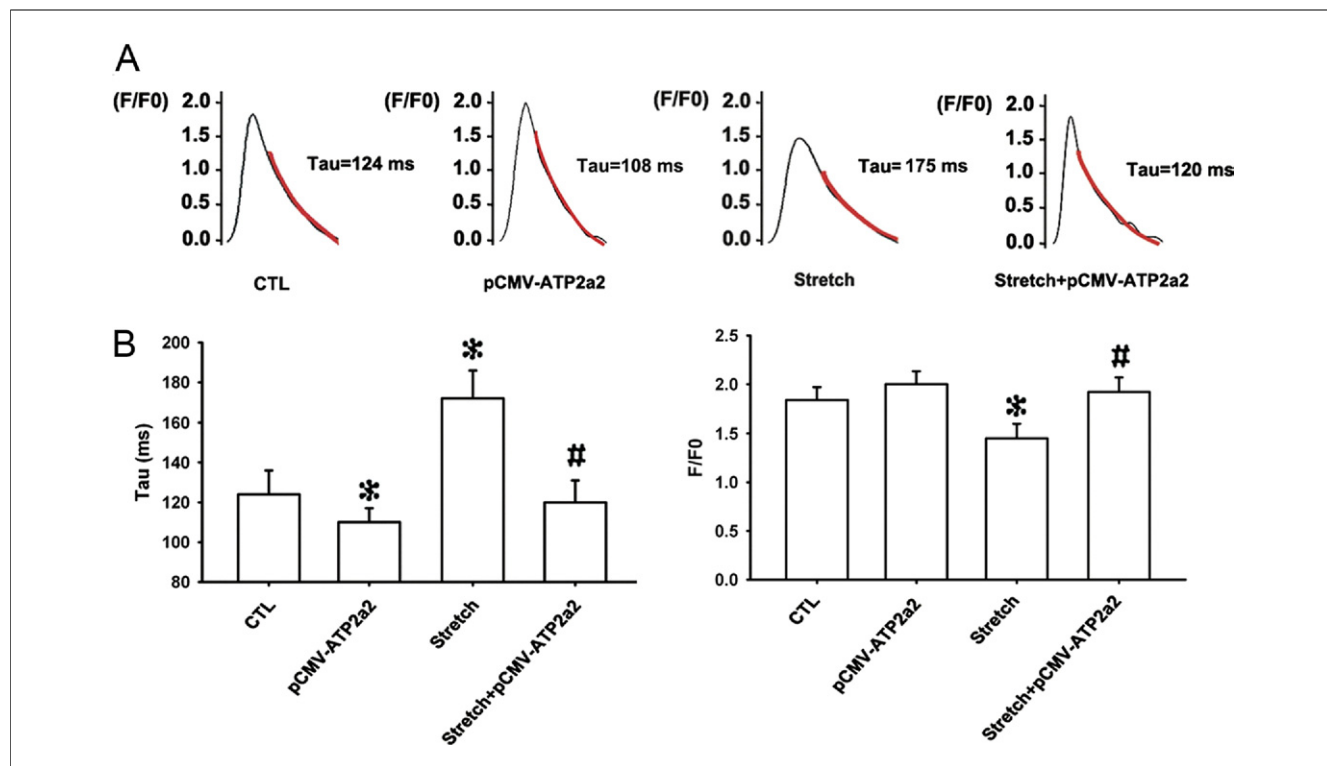 A
(F/F0) 2.0 1.5 1.0 0.5 0.0
Tau=124 ms
CTL
(F/F0) 2.0 1.5 1.0 0.5 0.0
Tau=108 ms
pCMV-ATP2a2
(F/F0) 2.0 1.5 1.0 0.5 0.0
Tau= 175 ms
Stretch
(F/F0) 2.0 1.5 1.0 0.5 0.0
Tau=120 ms
Stretch+pCMV-ATP2a2
B
Tau (ms)
200
180
160
140
120
100
80
*
*
#
CTL
pCMV-ATP2a2
Stretch
Stretch+pCMV-ATP2a2
F/F0
2.5
2.0
1.5
1.0
0.5
0.0
*
#
CTL
pCMV-ATP2a2
Stretch
Stretch+pCMV-ATP2a2